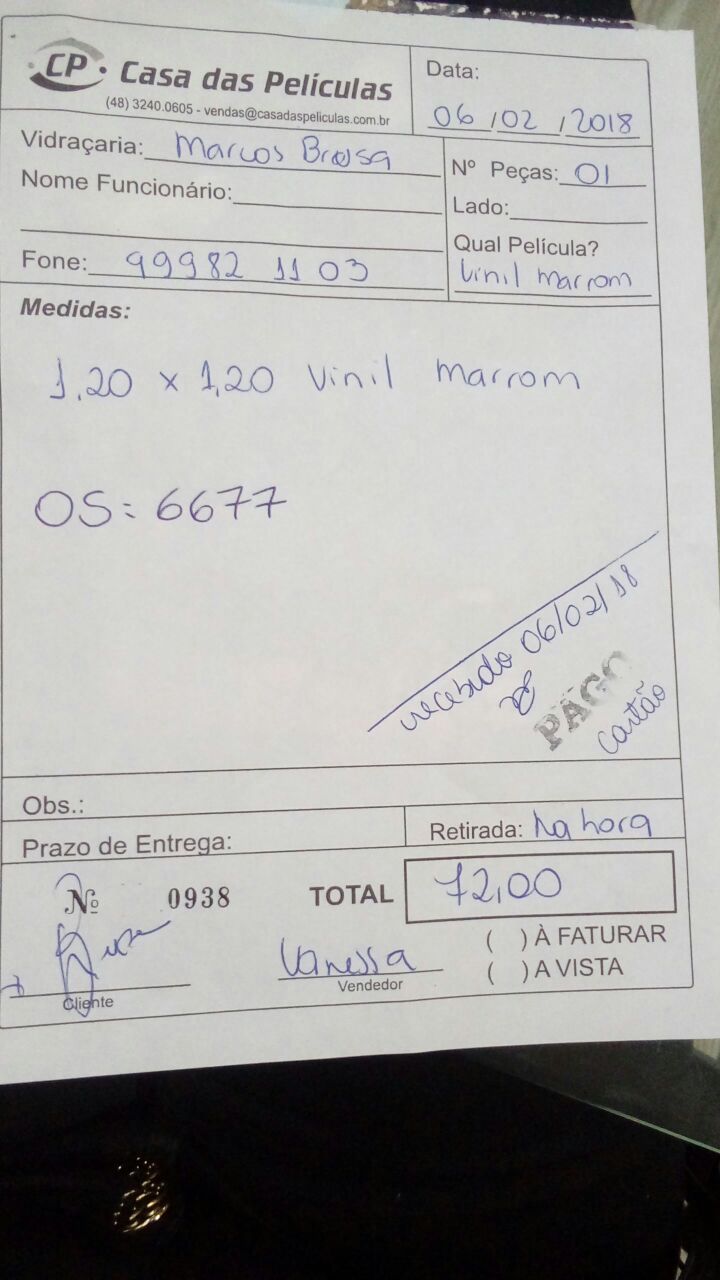 CP • Casa das Películas
(48) 3240.0605 - vendas@casadaspeliculas.com.br
Data:
06/02/2018
Vidraçaria: Marcos
Nome Funcionário:
Fone: 99982 11 03
Nº Peças: 01
Lado:
Qual Película?
Vinil marrom
Medidas:
1,20 x 1,20 Vinil marrom
OS: 6677
recebido 06/02/18
PAGO
cartão
Obs.:
Prazo de Entrega:
Retirada: Na hora
Nº 0938
TOTAL 72,00
Cliente
Vanessa
Vendedor
( ) À FATURAR
( ) A VISTA